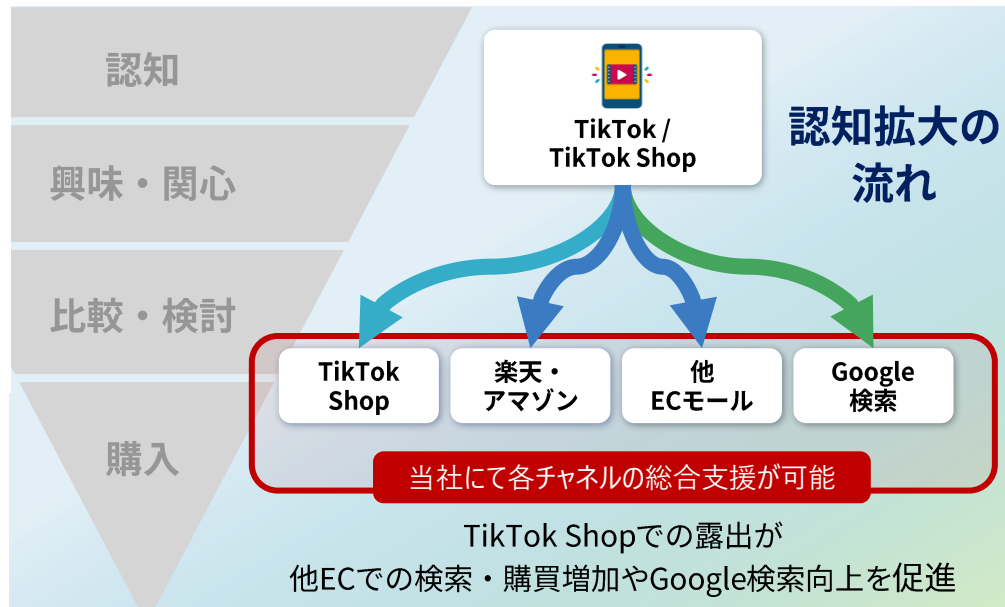 認知
興味・関心
比較・検討
購入
TikTok /
TikTok Shop
認知拡大の
流れ
TikTok
Shop
楽天・
アマゾン
他
ECモール
Google
検索
当社にて各チャネルの総合支援が可能
TikTok Shopでの露出が
他ECでの検索・購買増加やGoogle検索向上を促進